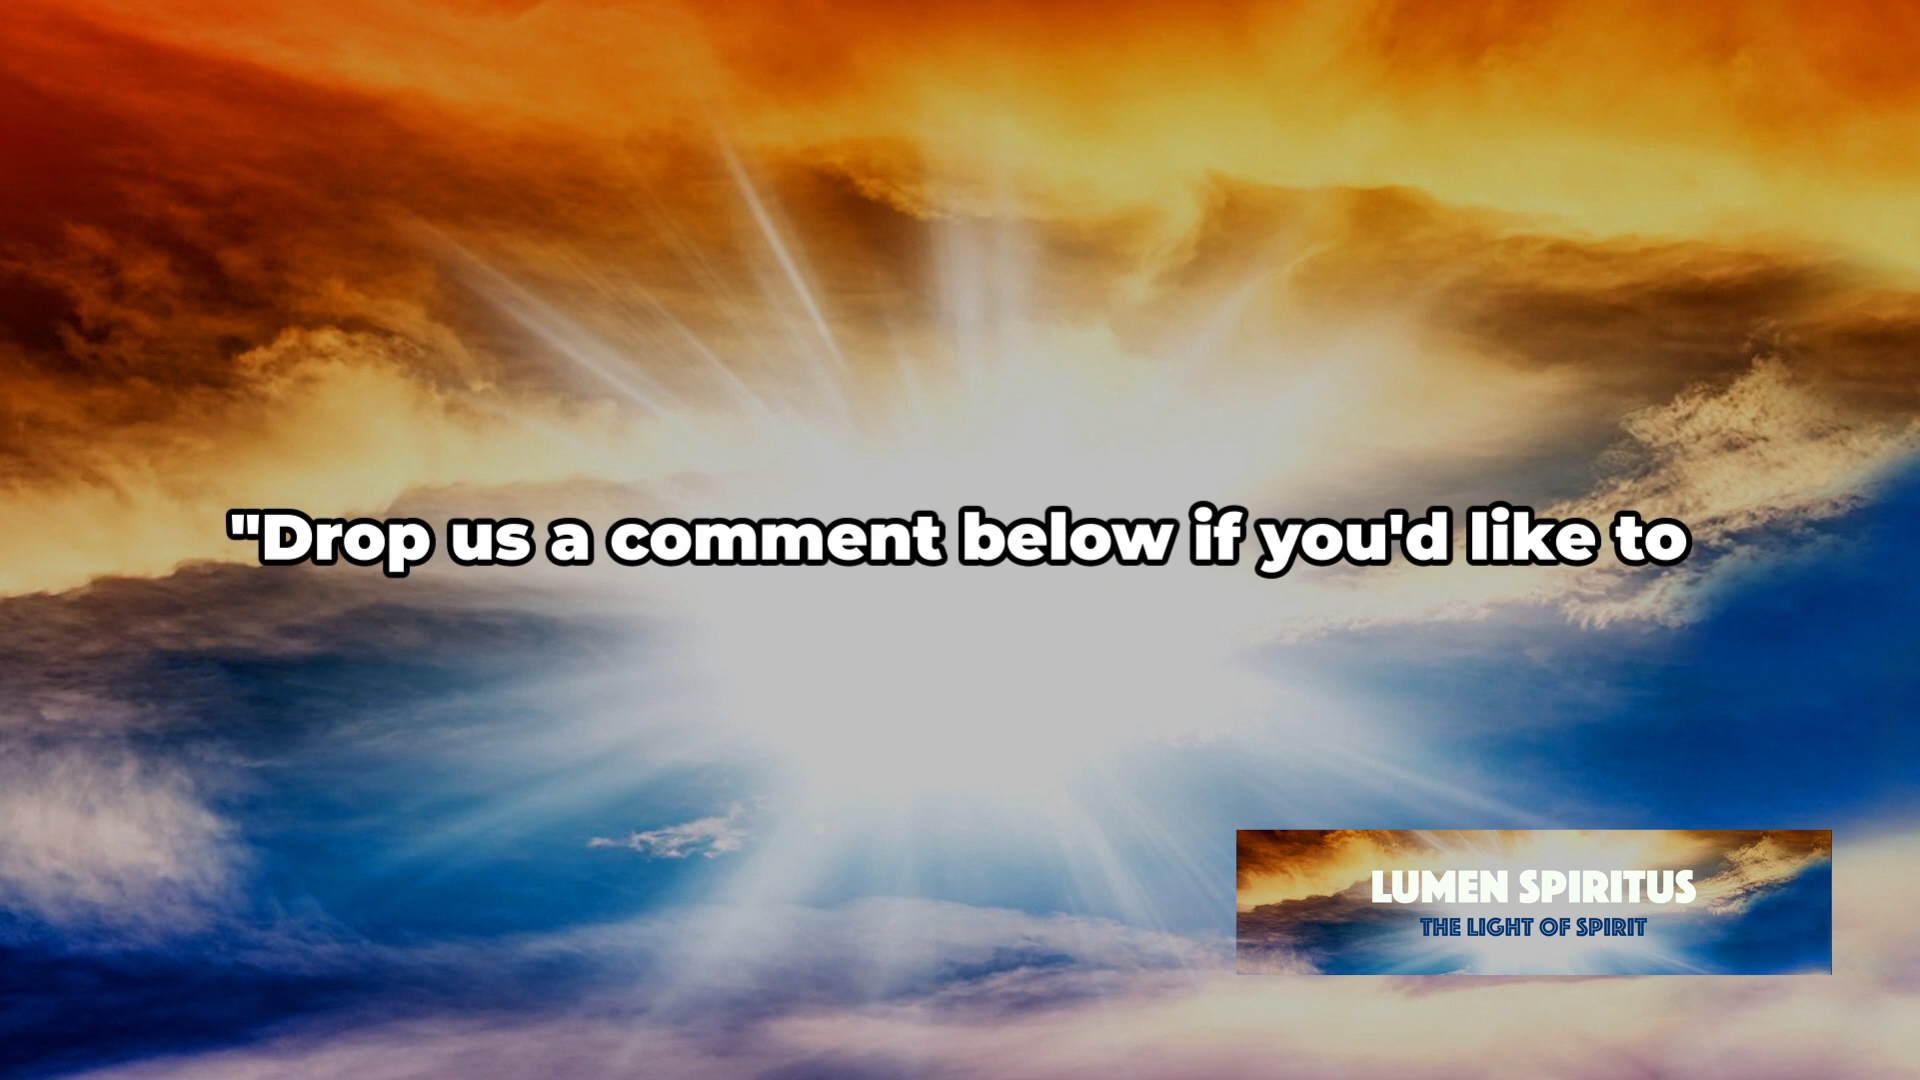 "Drop us a comment below if you'd like to
LUMEN SPIRITUS
THE LIGHT OF SPIRIT